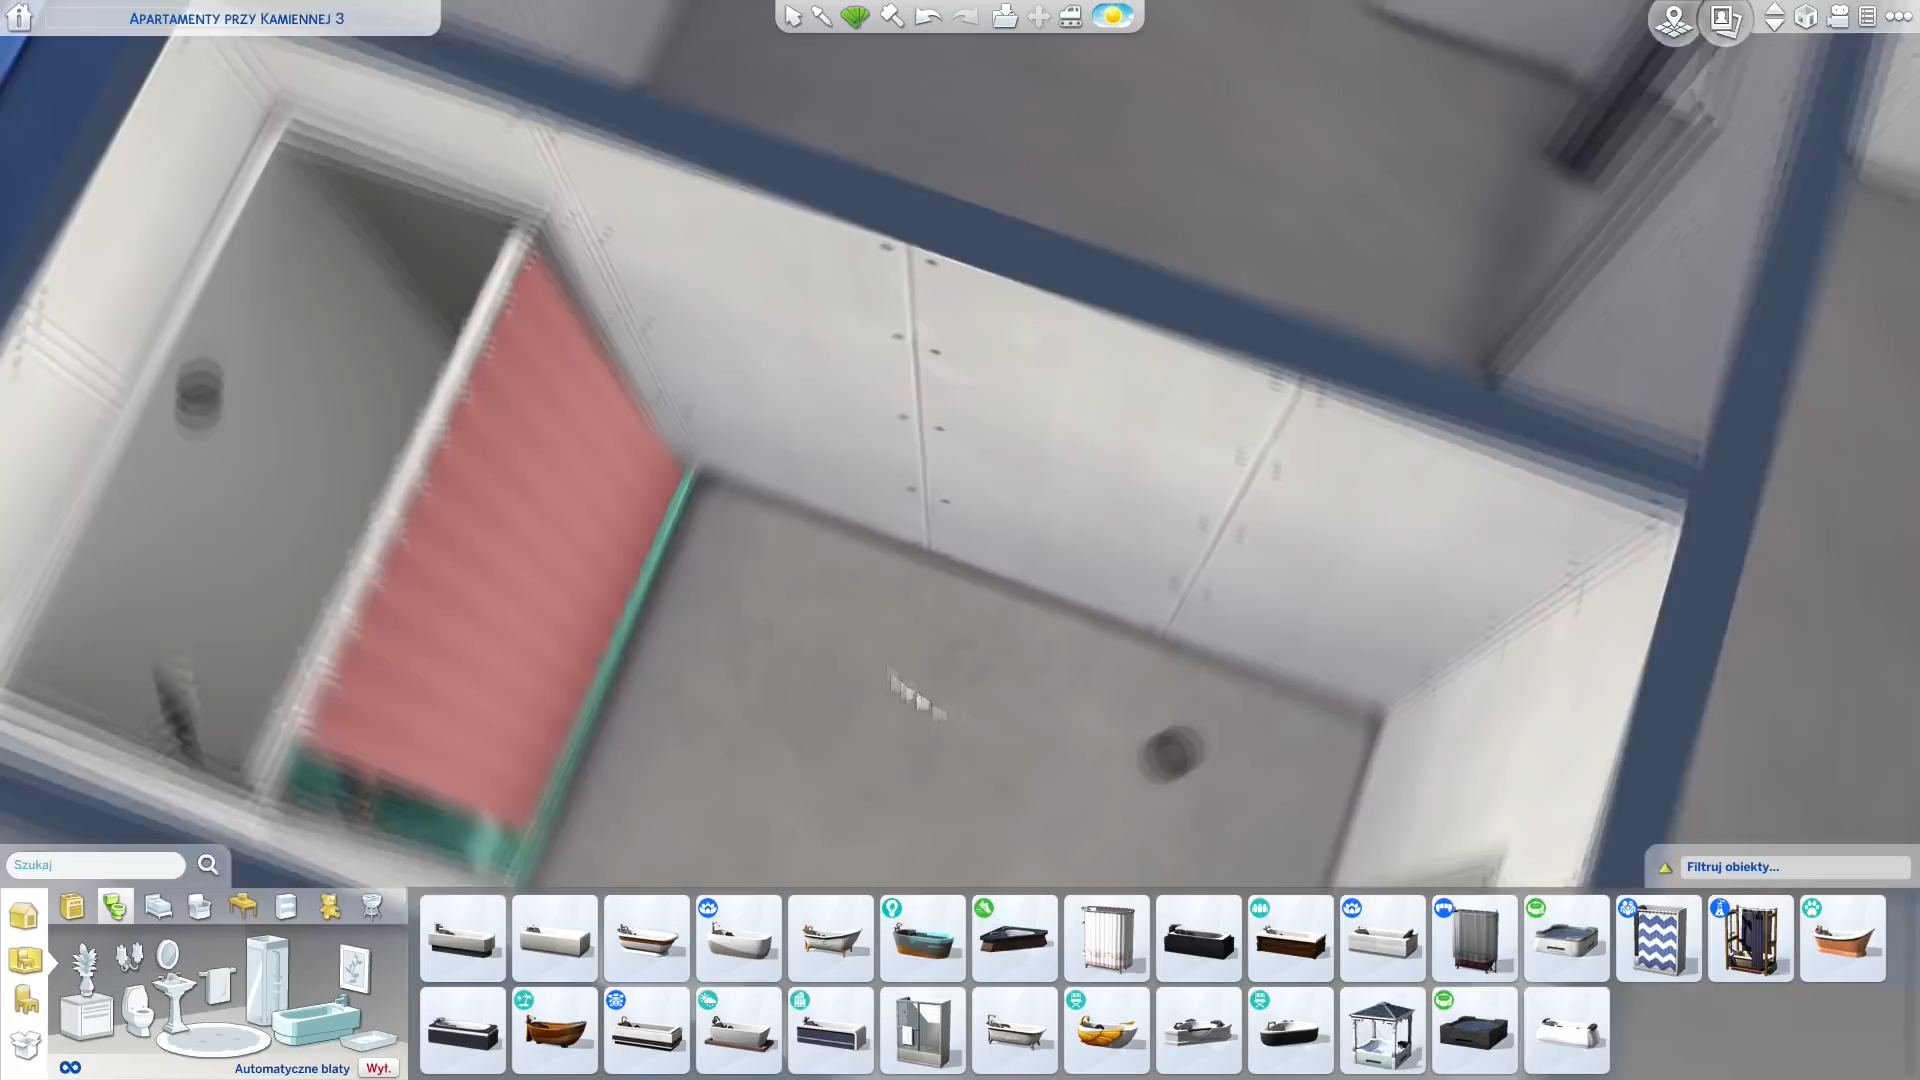 Apartamenty przy Kamiennej 3
Szukaj
Filtruj obiekty...
Automatyczne blaty
Wył.